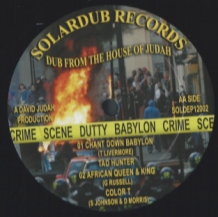 SOLARDUB RECORDS
DUB FROM THE HOUSE OF JUDAH
A DAVID JUDAH
PRODUCTION
AA SIDE
SOLDEP12002
CRIME SCENE DUTTY BABYLON CRIME SCE
01 CHANT DOWN BABYLON
(T LIVERMORE)
TAD HUNTER
02 AFRICAN QUEEN & KING
(G RUSSELL)
COLOR T
(S JOHNSON & D MORRIS)